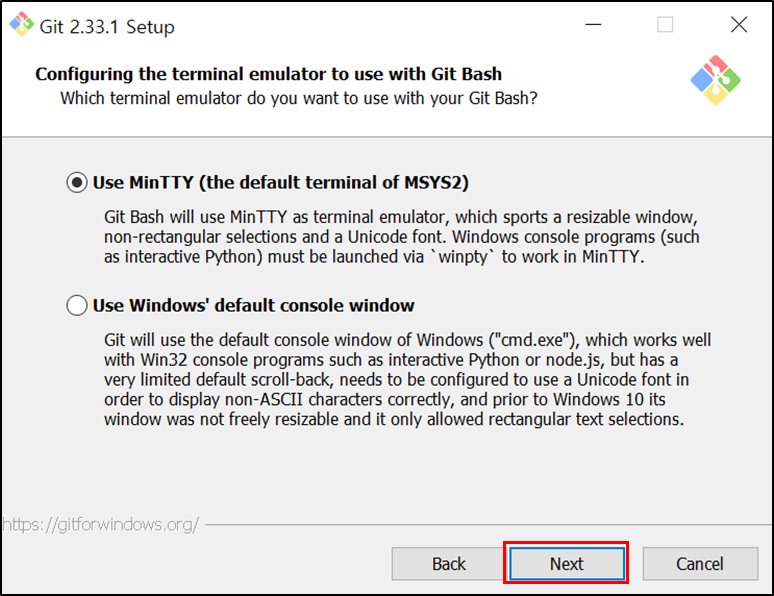 Git 2.33.1 Setup
Configuring the terminal emulator to use with Git Bash
Which terminal emulator do you want to use with your Git Bash?
Use MinTTY (the default terminal of MSYS2)
Git Bash will use MinTTY as terminal emulator, which sports a resizable window,
non-rectangular selections and a Unicode font. Windows console programs (such
as interactive Python) must be launched via `winpty` to work in MinTTY.
Use Windows' default console window
Git will use the default console window of Windows ("cmd.exe"), which works well
with Win32 console programs such as interactive Python or node.js, but has a
very limited default scroll-back, needs to be configured to use a Unicode font in
order to display non-ASCII characters correctly, and prior to Windows 10 its
window was not freely resizable and it only allowed rectangular text selections.
https://gitforwindows.org/
Back
Next
Cancel